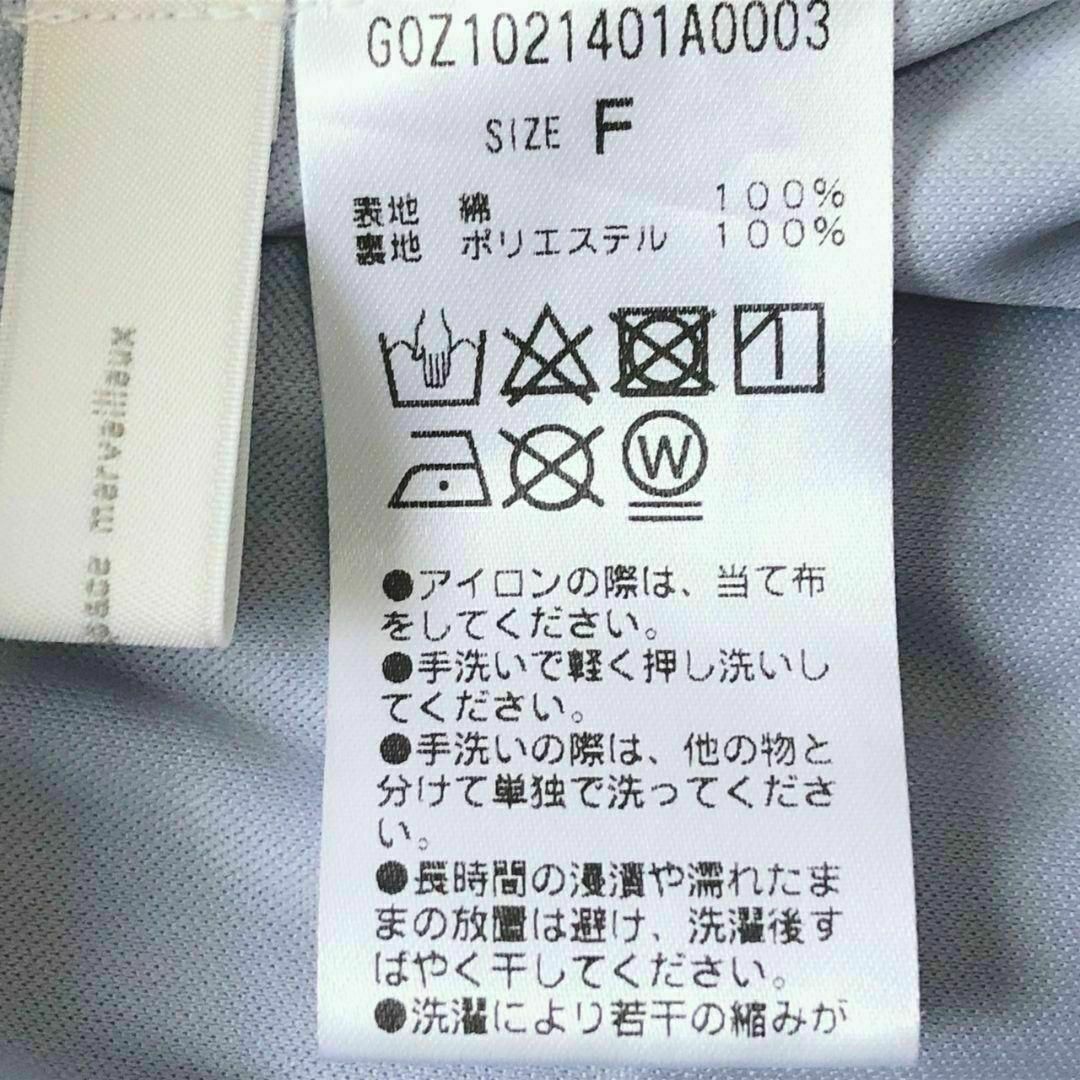 G0Z1021401A0003
SIZE F
表地 綿 100%
裏地 ポリエステル 100%
W
●アイロンの際は、当て布
をしてください。
●手洗いで軽く押し洗いし
てください。
●手洗いの際は、他の物と
分けて単独で洗ってくださ
い。
●長時間の浸漬や濡れたま
まの放置は避け、洗濯後す
ばやく干してください。
●洗濯により若干の縮みが
marveilleux